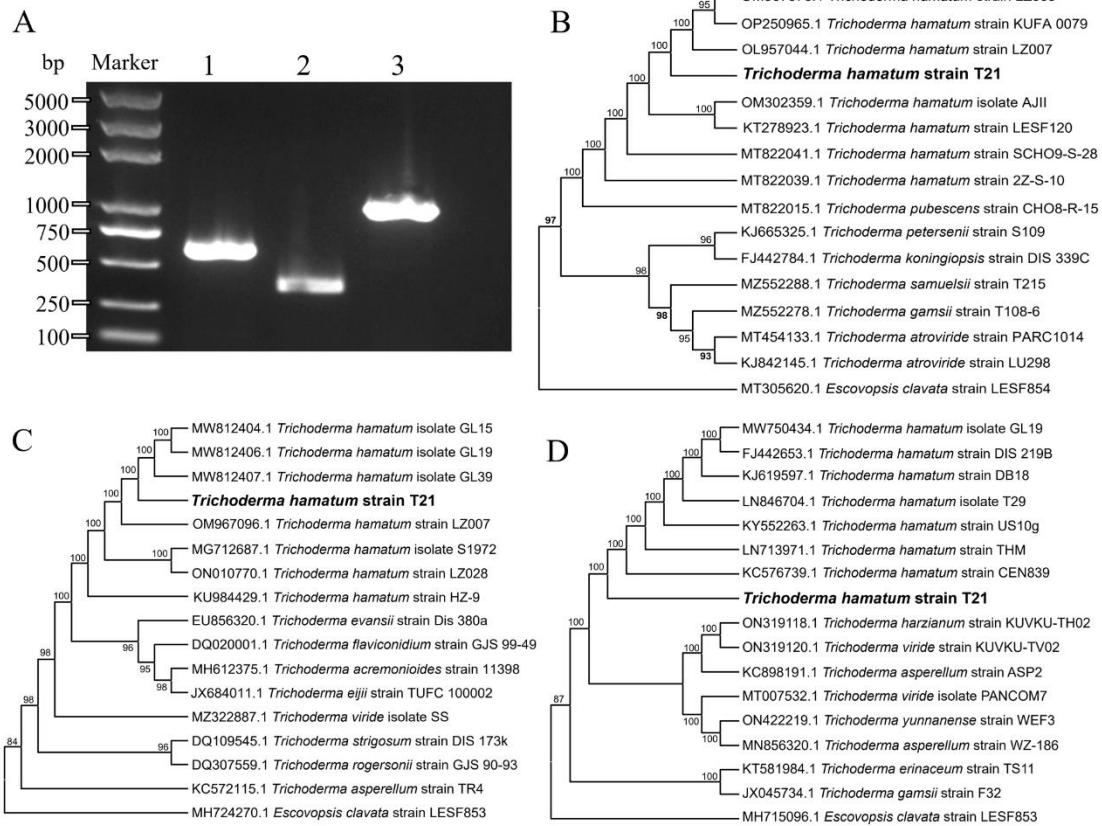 A
bp Marker 1 2 3
5000
3000
2000
1000
750
500
250
100
B
95
OP250965.1 Trichoderma hamatum strain KUFA 0079
100
OL957044.1 Trichoderma hamatum strain LZ007
100
Trichoderma hamatum strain T21
100
OM302359.1 Trichoderma hamatum isolate AJII
100
KT278923.1 Trichoderma hamatum strain LESF120
100
MT822041.1 Trichoderma hamatum strain SCHO9-S-28
100
MT822039.1 Trichoderma hamatum strain 2Z-S-10
100
MT822015.1 Trichoderma pubescens strain CHO8-R-15
97
KJ665325.1 Trichoderma petersenii strain S109
96
FJ442784.1 Trichoderma koningiopsis strain DIS 339C
98
MZ552288.1 Trichoderma samuelsii strain T215
98
MZ552278.1 Trichoderma gamsii strain T108-6
95
MT454133.1 Trichoderma atroviride strain PARC1014
93
KJ842145.1 Trichoderma atroviride strain LU298
MT305620.1 Escovopsis clavata strain LESF854
C
MW812404.1 Trichoderma hamatum isolate GL15
100
MW812406.1 Trichoderma hamatum isolate GL19
100
MW812407.1 Trichoderma hamatum isolate GL39
100
Trichoderma hamatum strain T21
100
OM967096.1 Trichoderma hamatum strain LZ007
100
MG712687.1 Trichoderma hamatum isolate S1972
100
ON010770.1 Trichoderma hamatum strain LZ028
100
KU984429.1 Trichoderma hamatum strain HZ-9
100
EU856320.1 Trichoderma evansii strain Dis 380a
96
DQ020001.1 Trichoderma flaviconidium strain GJS 99-49
95
MH612375.1 Trichoderma acremonioides strain 11398
98
JX684011.1 Trichoderma eijii strain TUFC 100002
98
MZ322887.1 Trichoderma viride isolate SS
98
DQ109545.1 Trichoderma strigosum strain DIS 173k
96
DQ307559.1 Trichoderma rogersonii strain GJS 90-93
84
KC572115.1 Trichoderma asperellum strain TR4
MH724270.1 Escovopsis clavata strain LESF853
D
MW750434.1 Trichoderma hamatum isolate GL19
100
FJ442653.1 Trichoderma hamatum strain DIS 219B
100
KJ619597.1 Trichoderma hamatum strain DB18
100
LN846704.1 Trichoderma hamatum isolate T29
100
KY552263.1 Trichoderma hamatum strain US10g
100
LN713971.1 Trichoderma hamatum strain THM
100
KC576739.1 Trichoderma hamatum strain CEN839
100
Trichoderma hamatum strain T21
100
ON319118.1 Trichoderma harzianum strain KUVKU-TH02
100
ON319120.1 Trichoderma viride strain KUVKU-TV02
100
KC898191.1 Trichoderma asperellum strain ASP2
100
MT007532.1 Trichoderma viride isolate PANCOM7
100
ON422219.1 Trichoderma yunnanense strain WEF3
100
MN856320.1 Trichoderma asperellum strain WZ-186
87
KT581984.1 Trichoderma erinaceum strain TS11
100
JX045734.1 Trichoderma gamsii strain F32
MH715096.1 Escovopsis clavata strain LESF853